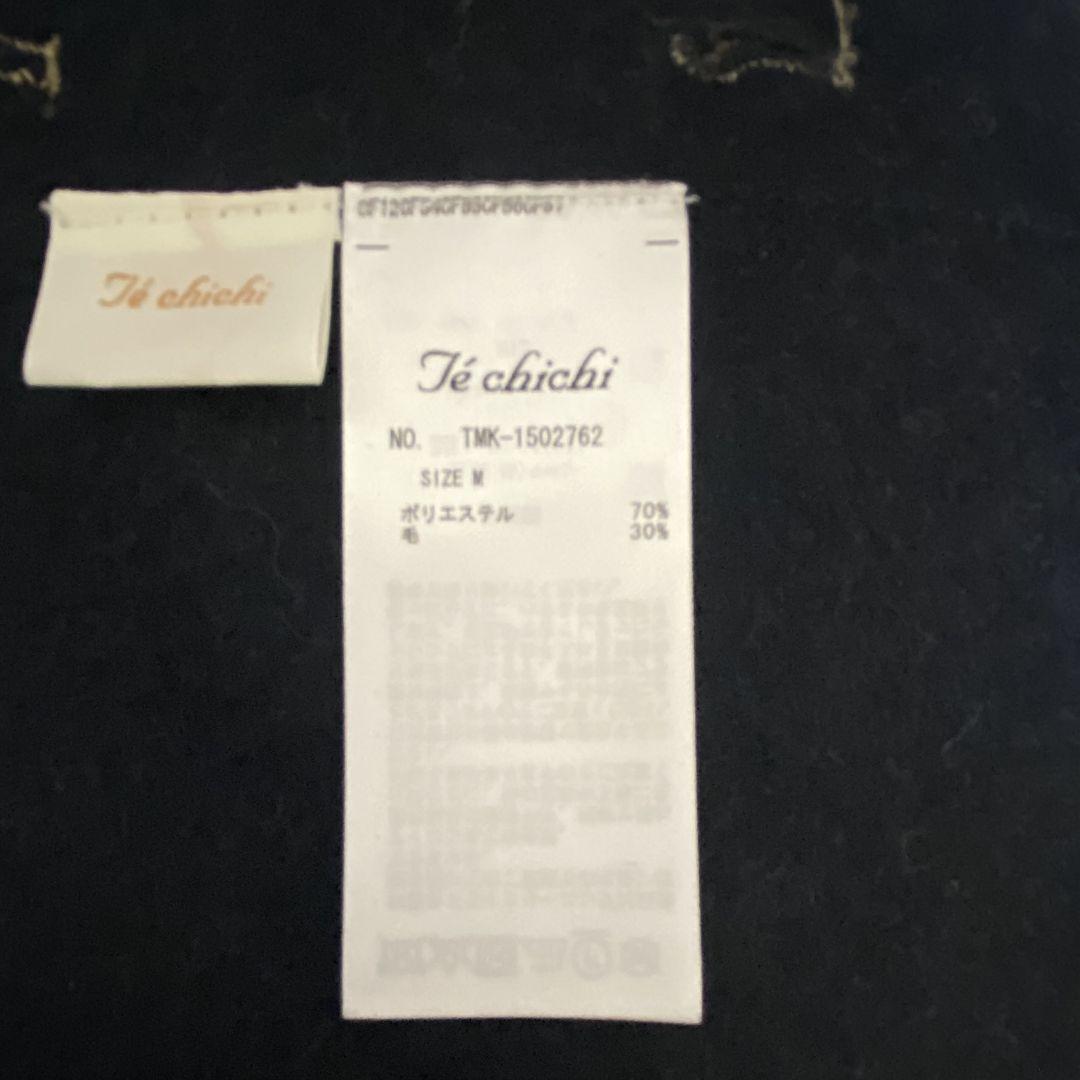 Té chichi
Té chichi
NO. TMK-1502762
SIZE M
ポリエステル 70%
毛 30%